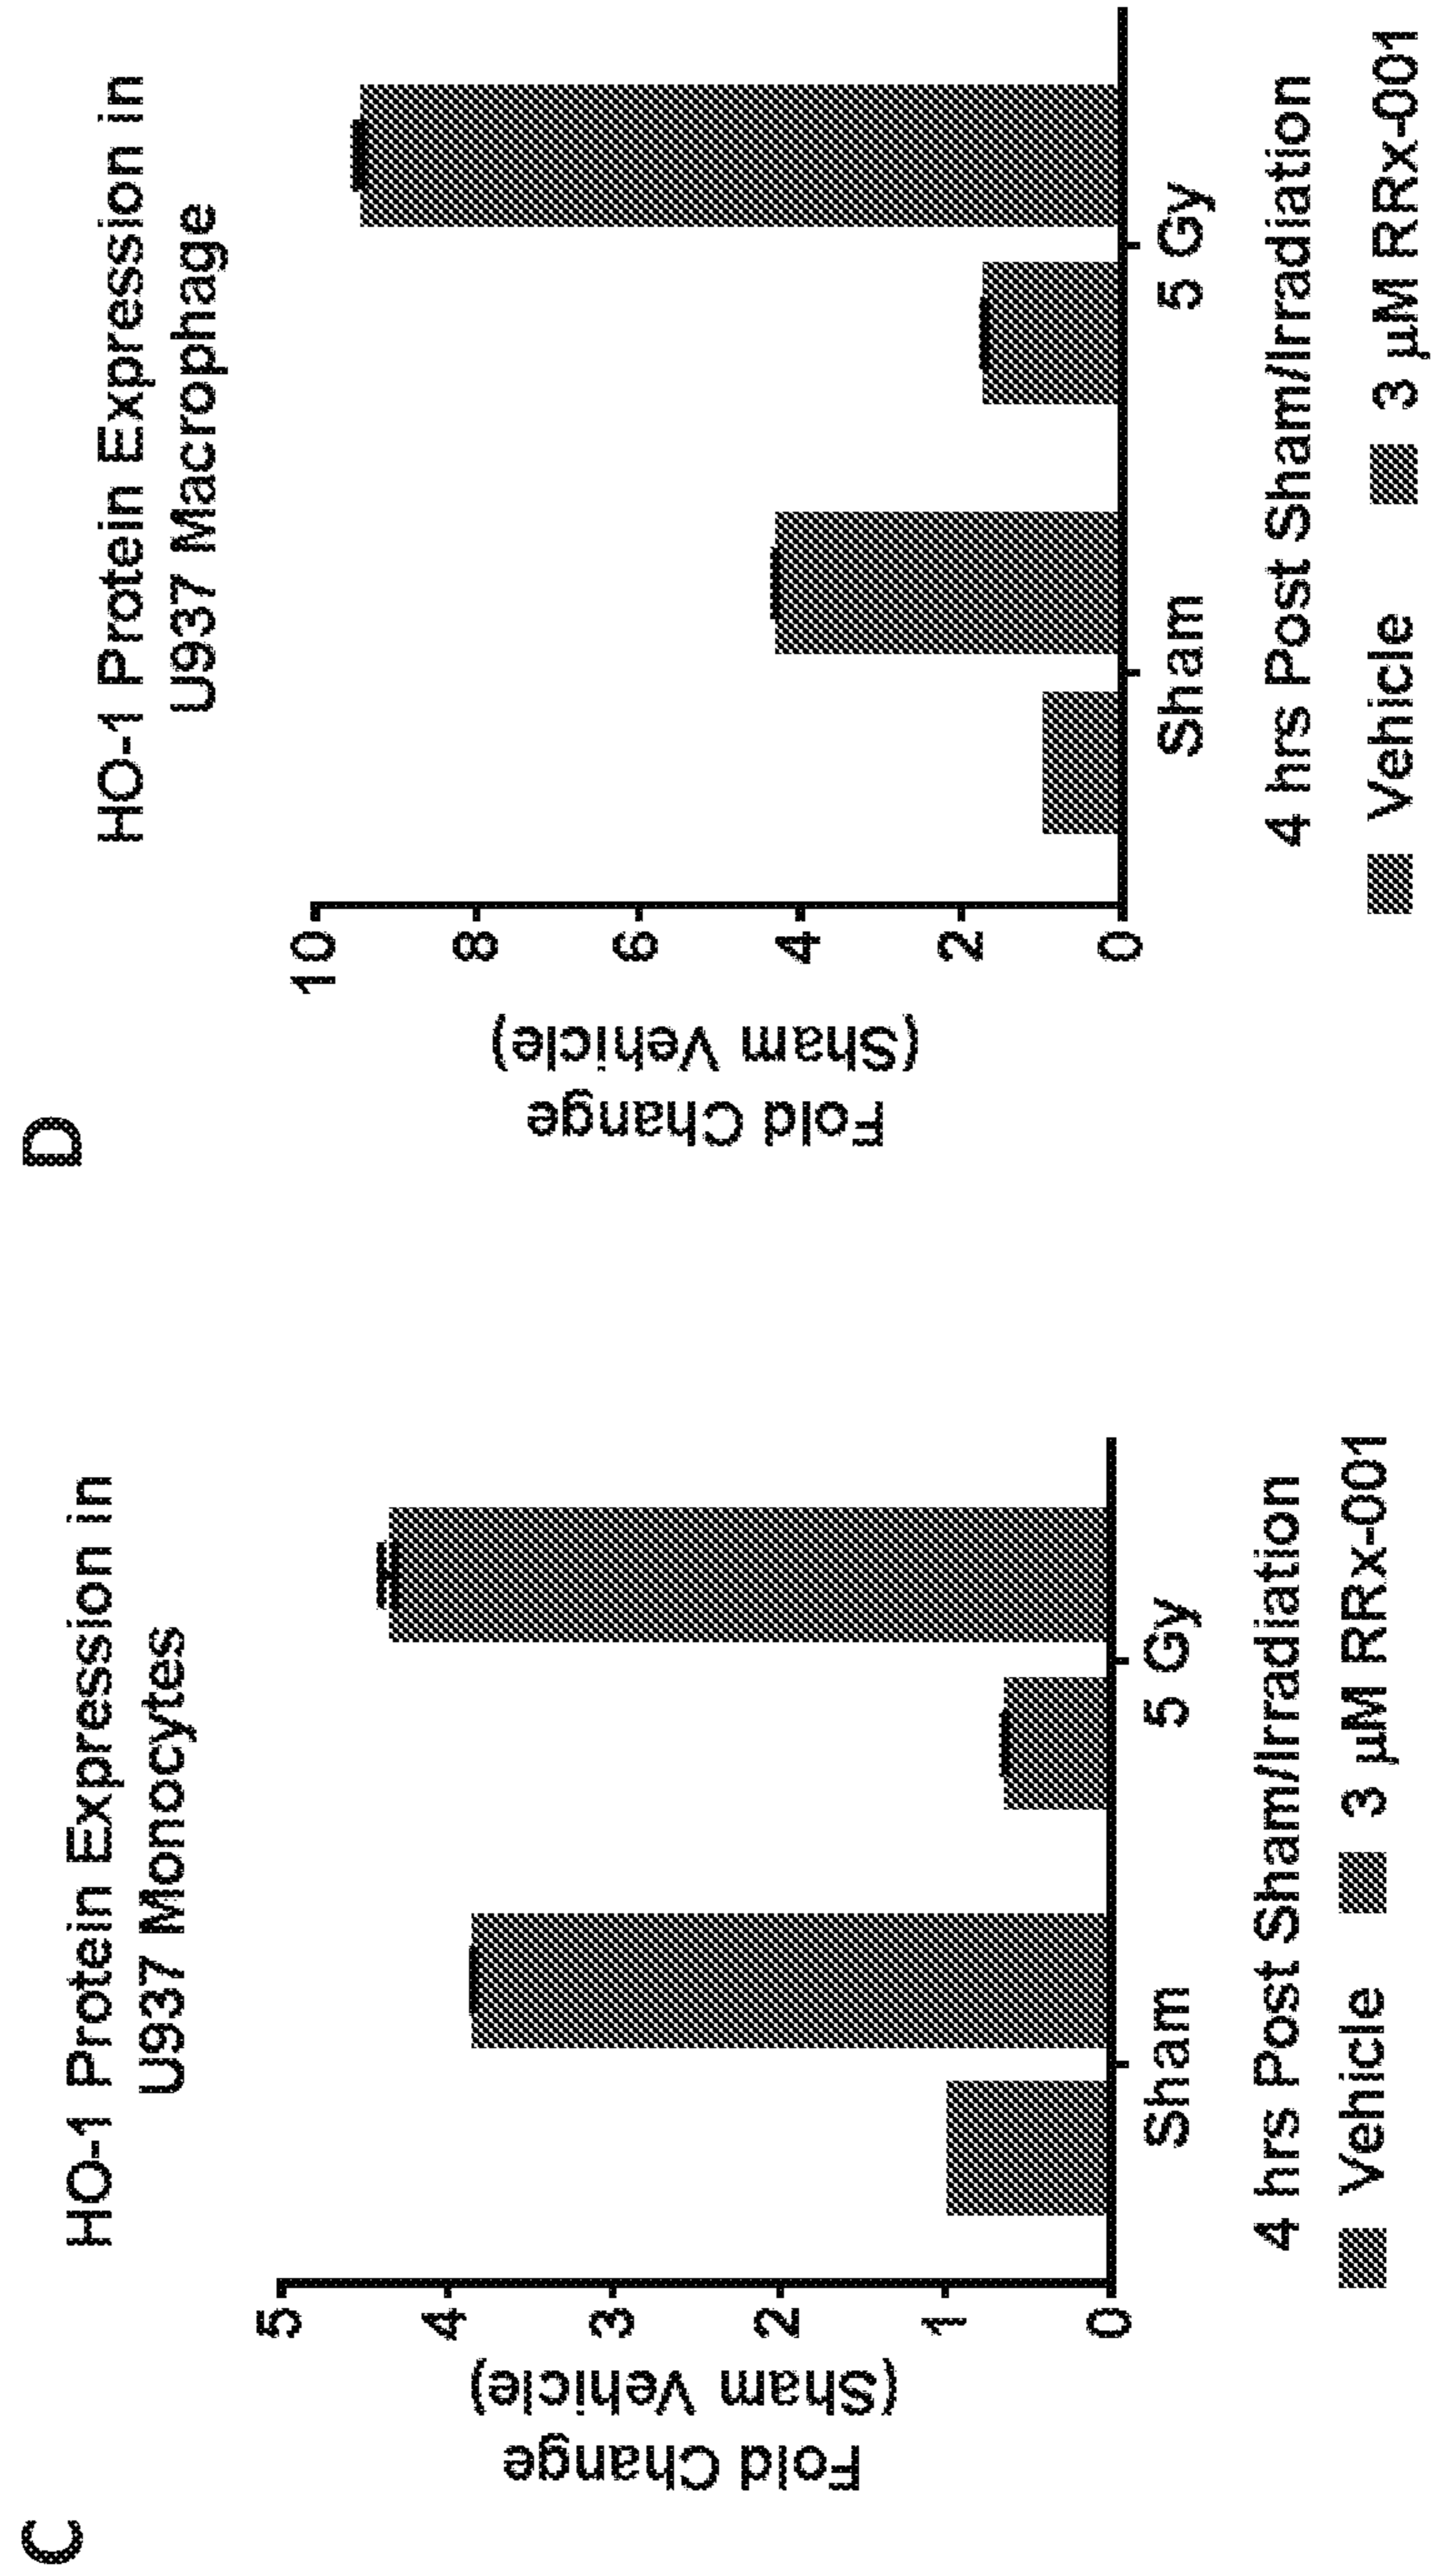 C
HO-1 Protein Expression in
U937 Monocytes
Fold Change
(Sham Vehicle)
5
4
3
2
1
0
Sham
5 Gy
4 hrs Post Sham/Irradiation
Vehicle
3 µM RRx-001
D
HO-1 Protein Expression in
U937 Macrophage
Fold Change
(Sham Vehicle)
10
8
6
4
2
0
Sham
5 Gy
4 hrs Post Sham/Irradiation
Vehicle
3 µM RRx-001